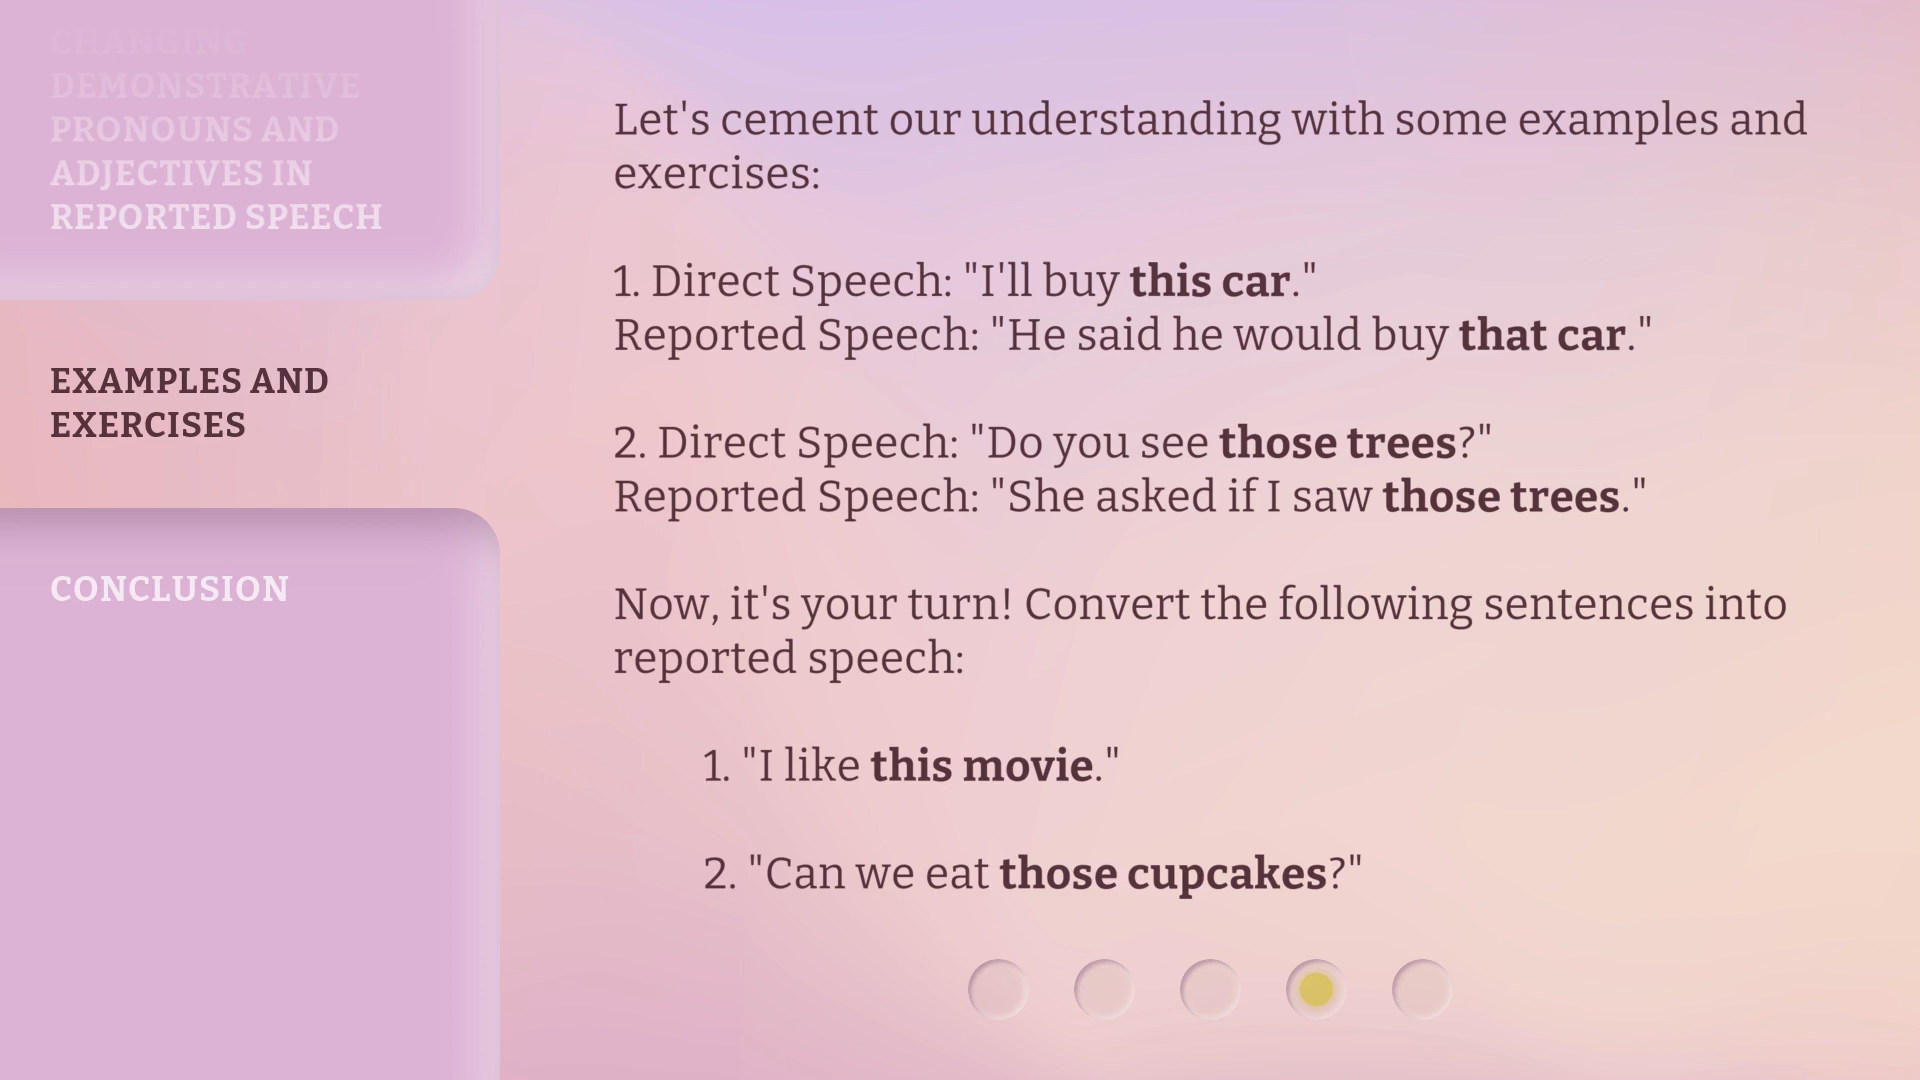 CHANGING
DEMONSTRATIVE
PRONOUNS AND
ADJECTIVES IN
REPORTED SPEECH
EXAMPLES AND
EXERCISES
CONCLUSION
Let's cement our understanding with some examples and
exercises:
1. Direct Speech: "I'll buy this car."
Reported Speech: "He said he would buy that car."
2. Direct Speech: "Do you see those trees?"
Reported Speech: "She asked if I saw those trees."
Now, it's your turn! Convert the following sentences into
reported speech:
1. "I like this movie."
2. "Can we eat those cupcakes?"